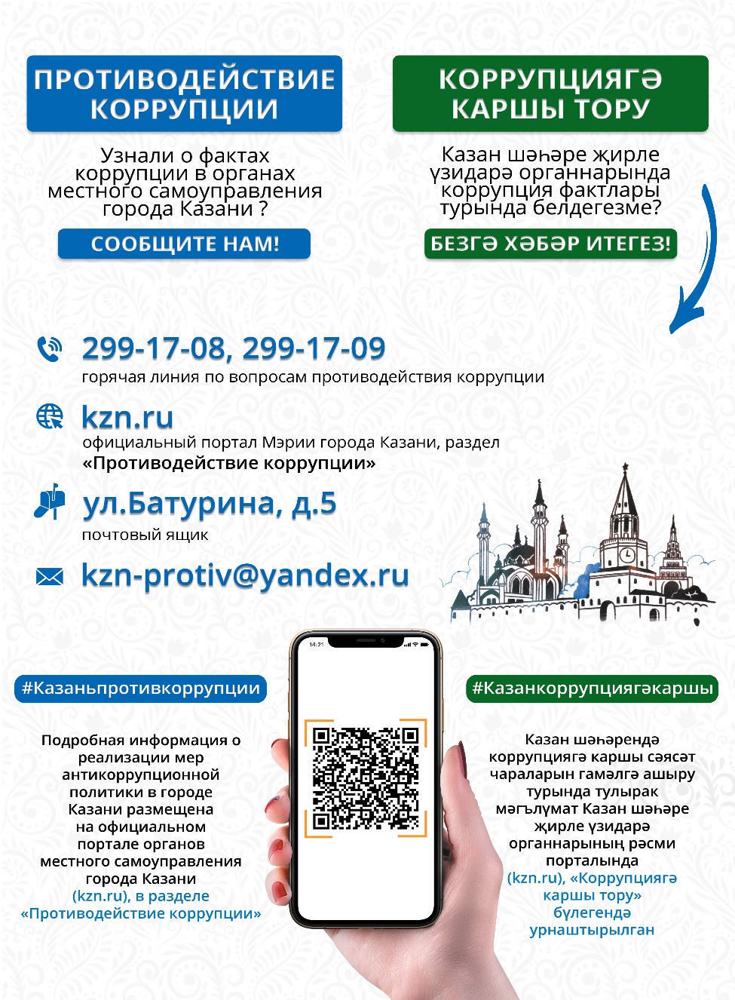 ПРОТИВОДЕЙСТВИЕ
КОРРУПЦИИ
Узнали о фактах
коррупции в органах
местного самоуправления
города Казани ?
СООБЩИТЕ НАМ!
КОРРУПЦИЯГӘ
КАРШЫ ТОРУ
Казан шәһәре җирле
үзидарә органнарында
коррупция фактлары
турында белдегезме?
БЕЗГӘ ХӘБӘР ИТЕГЕЗ!
299-17-08, 299-17-09
горячая линия по вопросам противодействия коррупции
kzn.ru
официальный портал Мэрии города Казани, раздел
«Противодействие коррупции»
ул.Батурина, д.5
почтовый ящик
kzn-protiv@yandex.ru
14:21
#Казаньпротивкоррупции
Подробная информация о
реализации мер
антикоррупционной
политики в городе
Казани размещена
на официальном
портале органов
местного самоуправления
города Казани
(kzn.ru), в разделе
«Противодействие коррупции»
#Казанкоррупциягәкаршы
Казан шәһәрендә
коррупциягә каршы сәясәт
чараларын гамәлгә ашыру
турында тулырак
мәгълүмат Казан шәһәре
җирле үзидарә
органнарының рәсми
порталында
(kzn.ru), «Коррупциягә
каршы тору»
бүлегендә
урнаштырылган